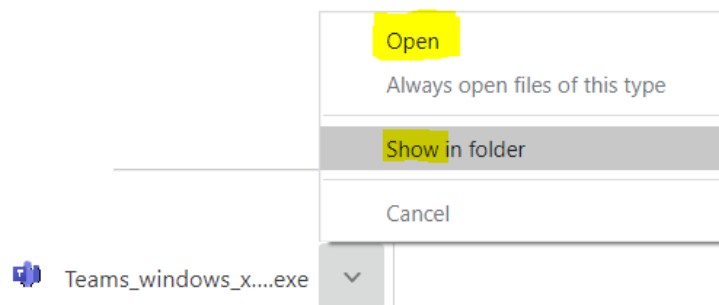 Open
Always open files of this type
Show in folder
Cancel
Teams_windows_x....exe